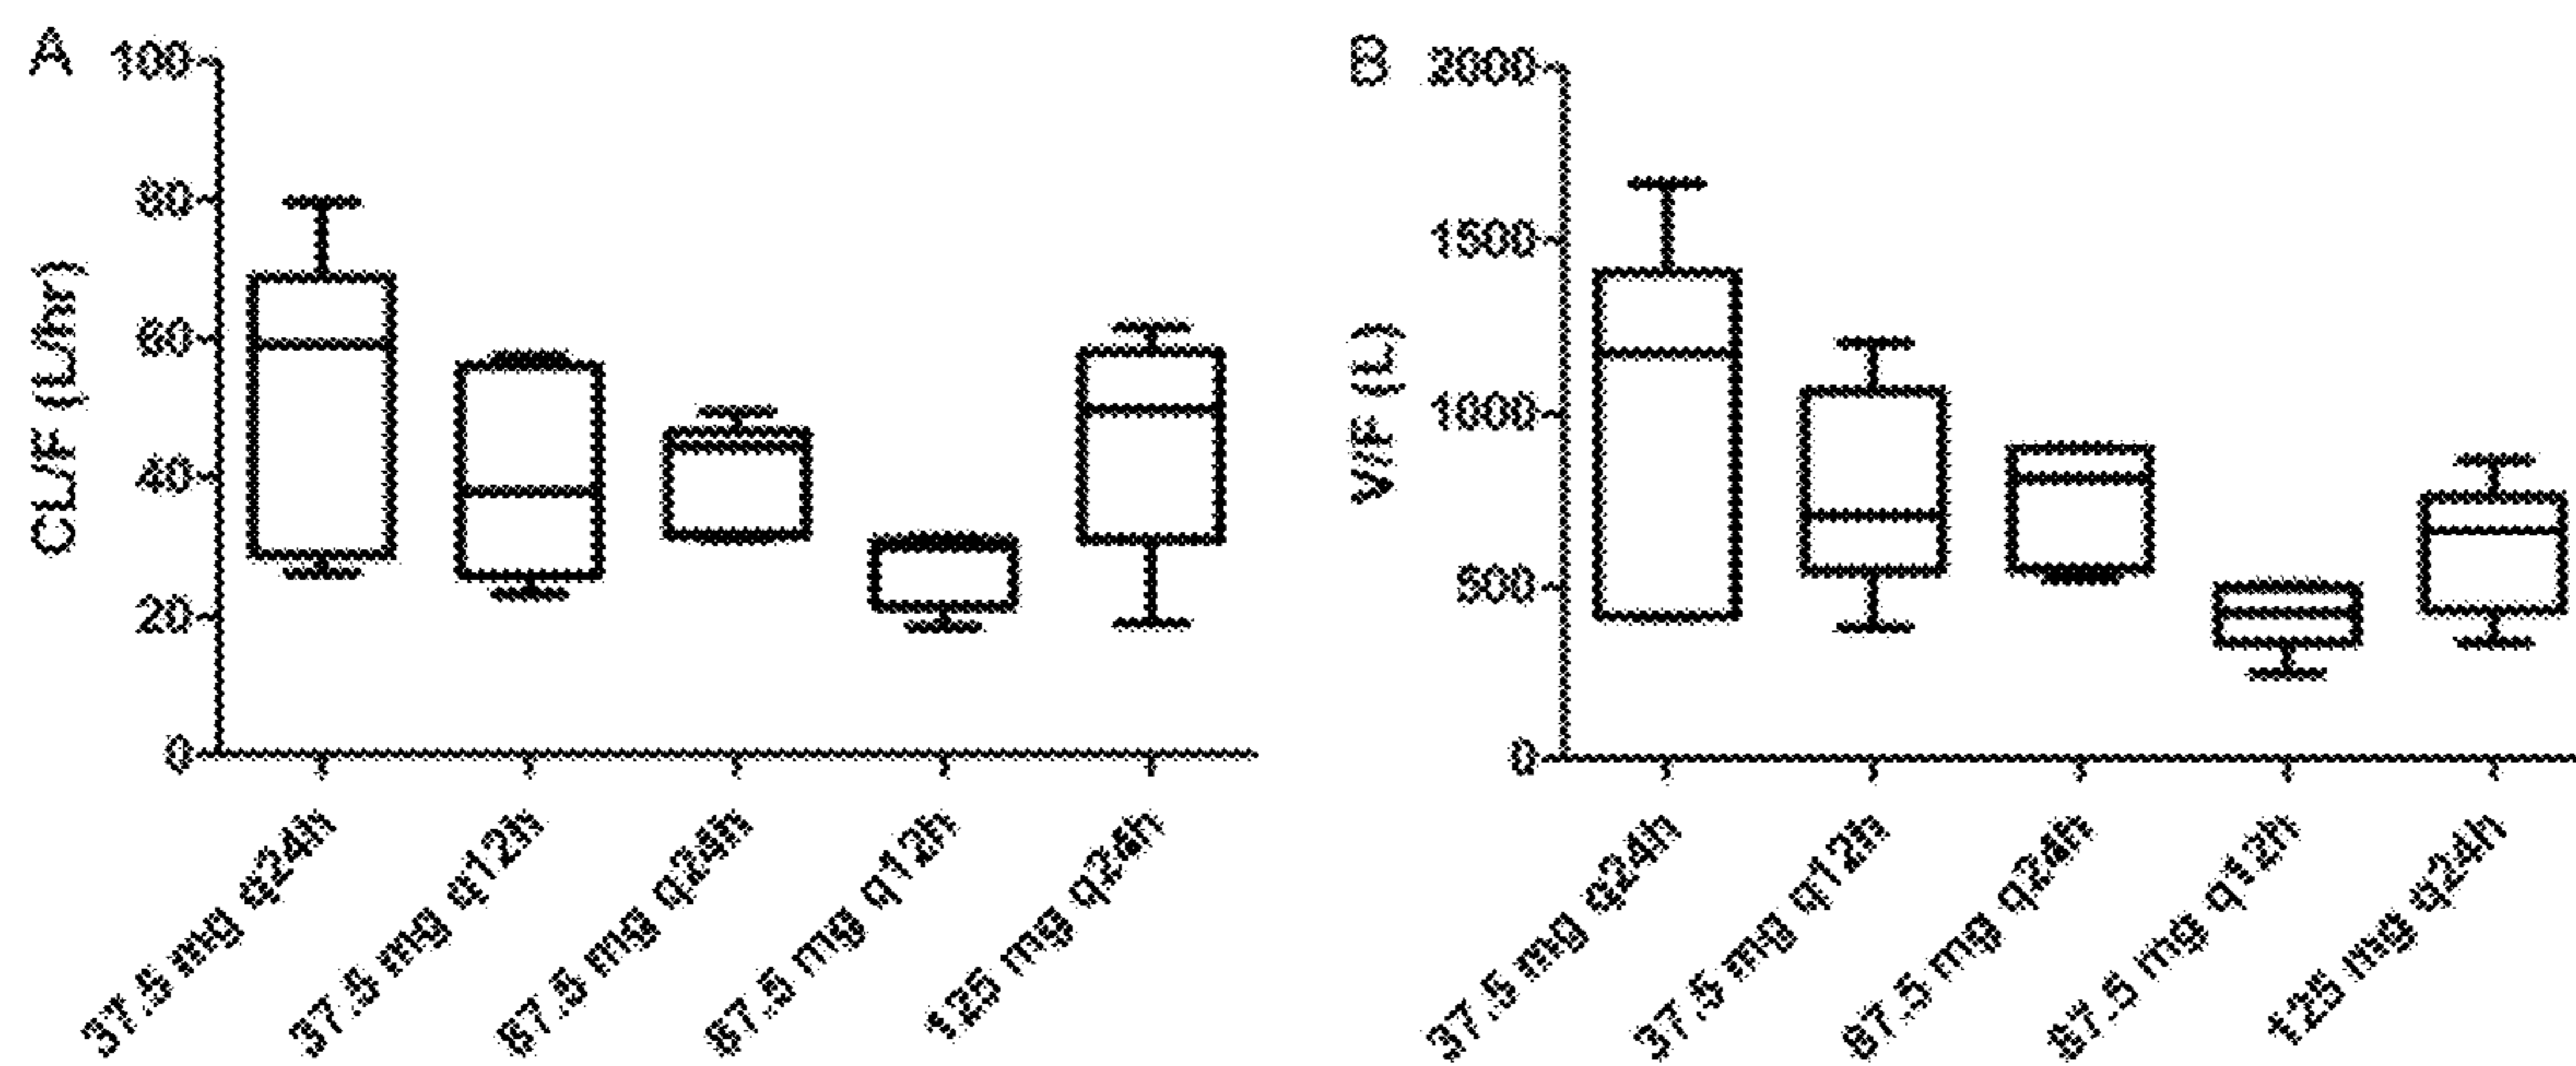 A
100
80
60
40
20
0
CL/F (L/hr)
37.5 mg q24h
37.5 mg q12h
87.5 mg q24h
87.5 mg q12h
125 mg q24h
B
2000
1500
1000
500
0
V/F (L)
37.5 mg q24h
37.5 mg q12h
87.5 mg q24h
87.5 mg q12h
125 mg q24h